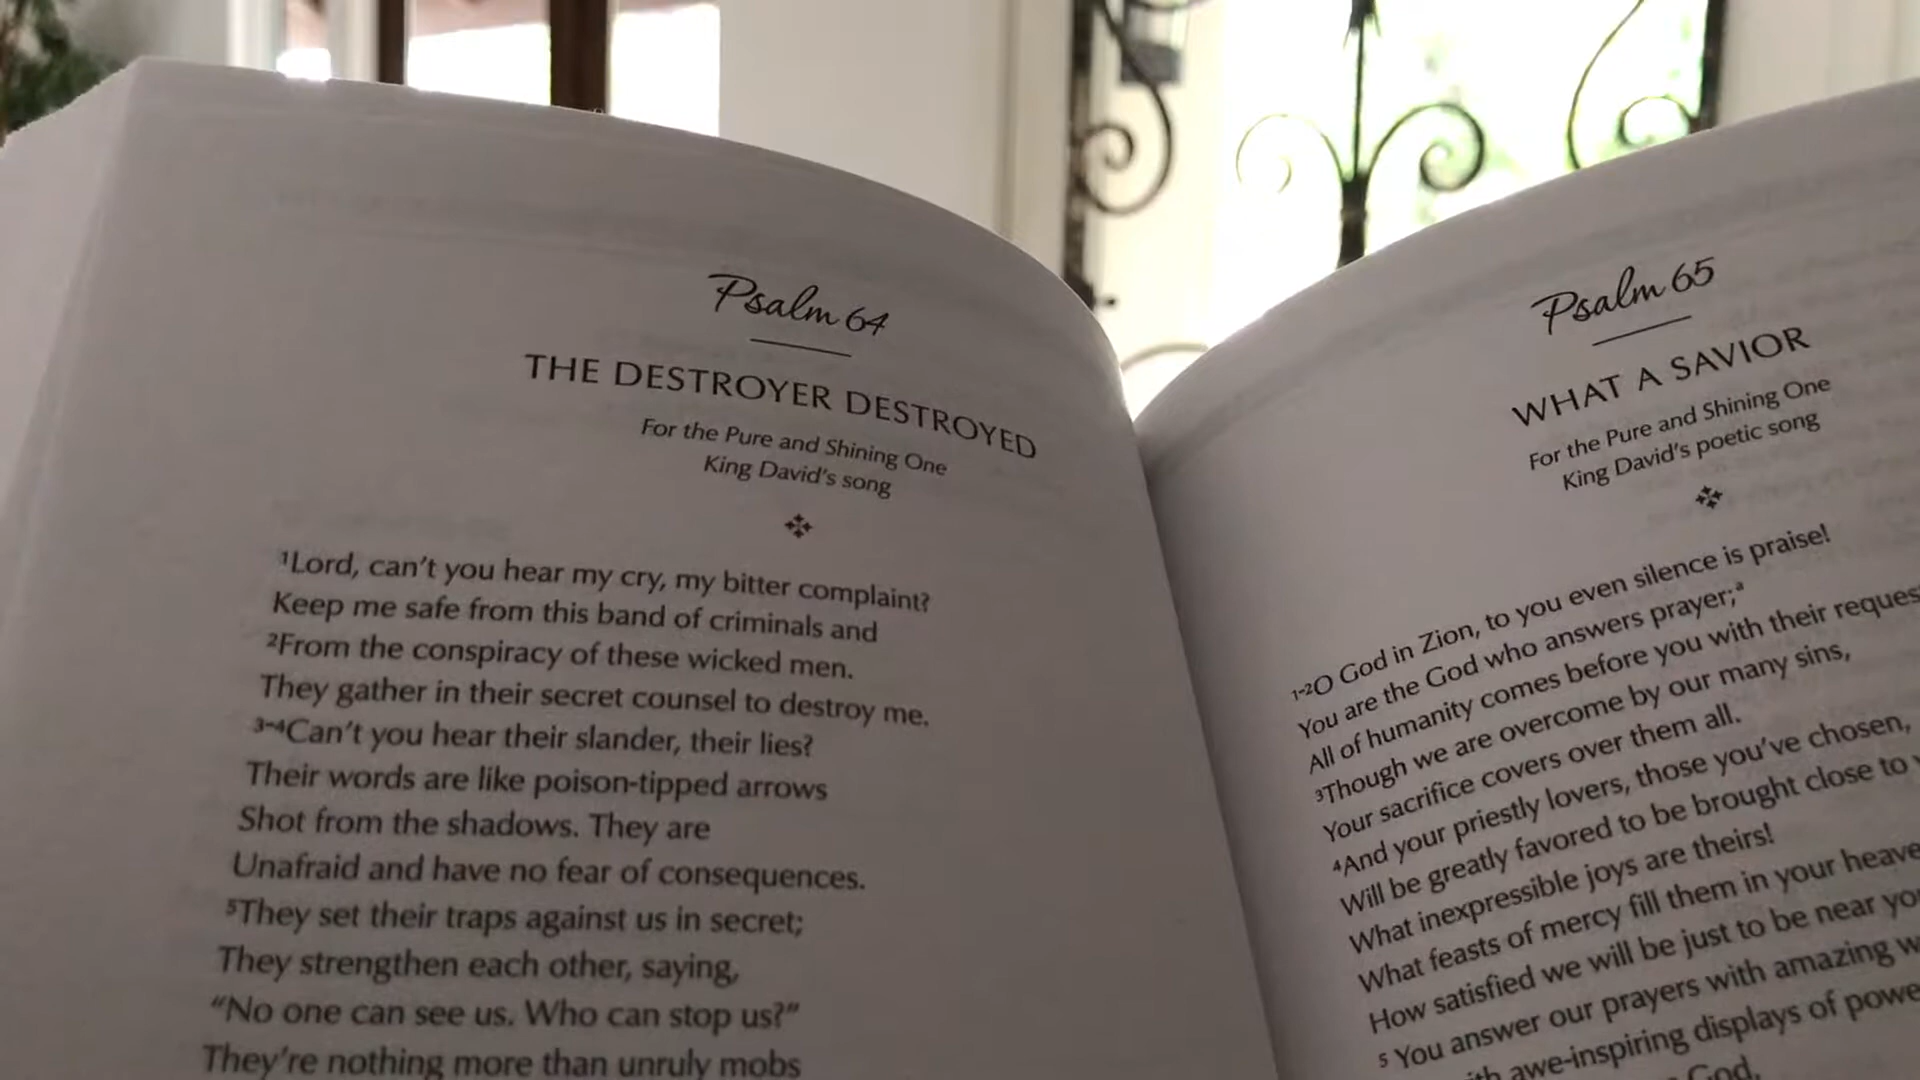 Psalm 64
THE DESTROYER DESTROYED
For the Pure and Shining One
King David's song
¹Lord, can't you hear my cry, my bitter complaint?
Keep me safe from this band of criminals and
²From the conspiracy of these wicked men.
They gather in their secret counsel to destroy me.
³⁻⁴Can't you hear their slander, their lies?
Their words are like poison-tipped arrows
Shot from the shadows. They are
Unafraid and have no fear of consequences.
⁵They set their traps against us in secret;
They strengthen each other, saying,
“No one can see us. Who can stop us?”
They're nothing more than unruly mobs
Psalm 65
WHAT A SAVIOR
For the Pure and Shining One
King David's poetic song
¹⁻²O God in Zion, to you even silence is praise!
You are the God who answers prayer;ᵃ
All of humanity comes before you with their
³Though we are overcome by our many sins,
Your sacrifice covers over them all.
⁴And your priestly lovers, those you've chosen,
Will be greatly favored to be brought close to
What inexpressible joys are theirs!
What feasts of mercy fill them in your
How satisfied we will be just to be near
⁵ You answer our prayers with amazing
awe-inspiring displays of
God,